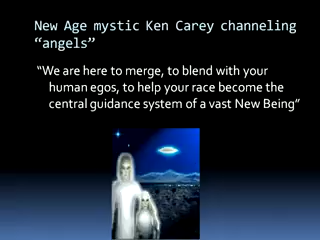 New Age mystic Ken Carey channeling
“angels”
“We are here to merge, to blend with your
human egos, to help your race become the
central guidance system of a vast New Being”